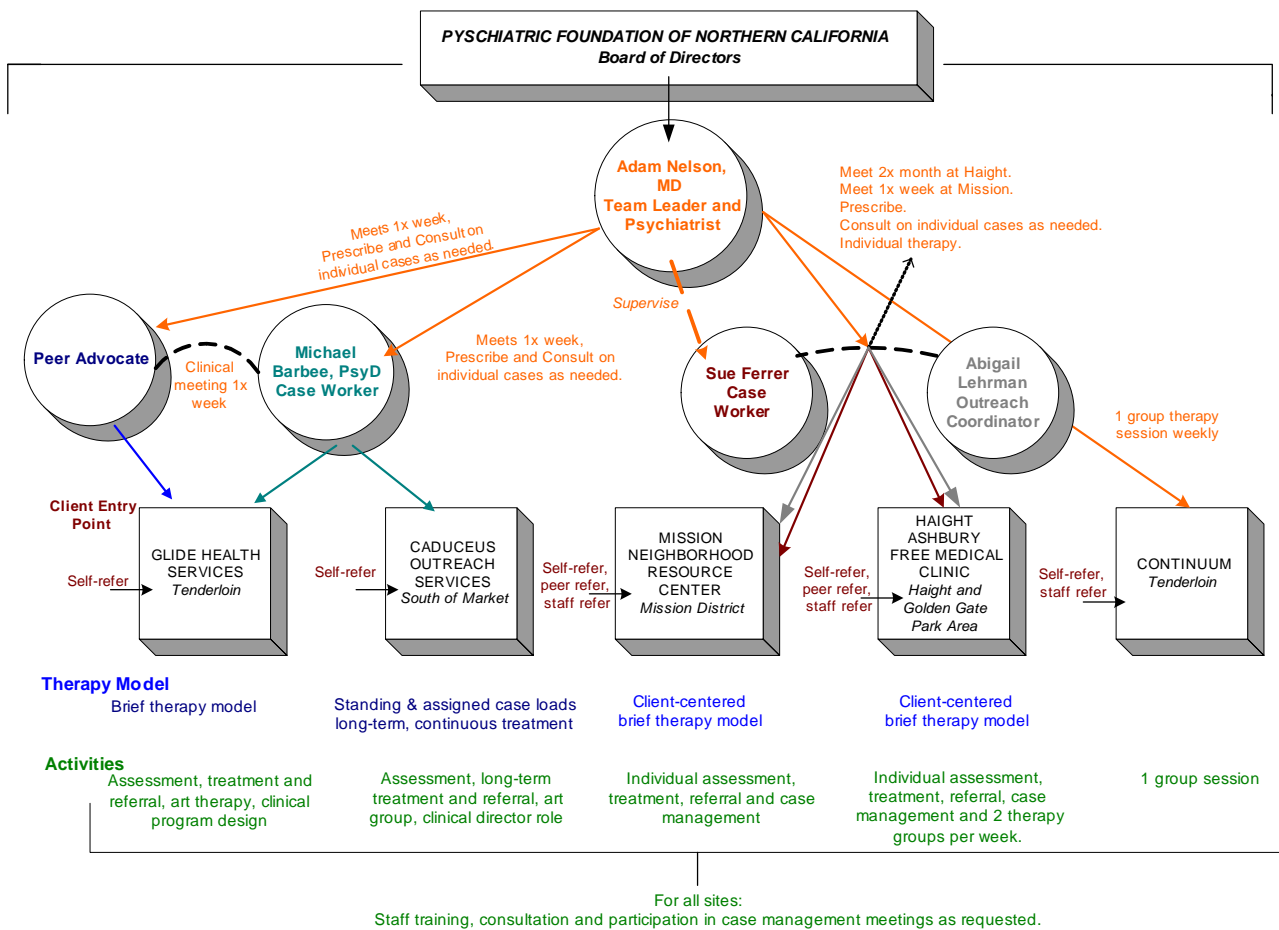 PYSCHIATRIC FOUNDATION OF NORTHERN CALIFORNIA
Board of Directors
Adam Nelson,
MD
Team Leader and
Psychiatrist
Meet 2x month at Haight.
Meet 1x week at Mission.
Prescribe.
Consult on individual cases as needed.
Individual therapy.
Meets 1x week,
Prescribe and Consult on
individual cases as needed.
Supervise
Peer Advocate
Clinical
meeting 1x
week
Michael
Barbee, PsyD
Case Worker
Meets 1x week,
Prescribe and Consult on
individual cases as needed.
Sue Ferrer
Case
Worker
Abigail
Lehrman
Outreach
Coordinator
1 group therapy
session weekly
Client Entry
Point
Self-refer
GLIDE HEALTH
SERVICES
Tenderloin
Self-refer
CADUCEUS
OUTREACH
SERVICES
South of Market
Self-refer,
peer refer,
staff refer
MISSION
NEIGHBORHOOD
RESOURCE
CENTER
Mission District
Self-refer,
peer refer,
staff refer
HAIGHT
ASHBURY
FREE MEDICAL
CLINIC
Haight and
Golden Gate
Park Area
Self-refer,
staff refer
CONTINUUM
Tenderloin
Therapy Model
Brief therapy model
Standing & assigned case loads
long-term, continuous treatment
Client-centered
brief therapy model
Client-centered
brief therapy model
Activities
Assessment, treatment and
referral, art therapy, clinical
program design
Assessment, long-term
treatment and referral, art
group, clinical director role
Individual assessment,
treatment, referral and case
management
Individual assessment,
treatment, referral, case
management and 2 therapy
groups per week.
1 group session
For all sites:
Staff training, consultation and participation in case management meetings as requested.